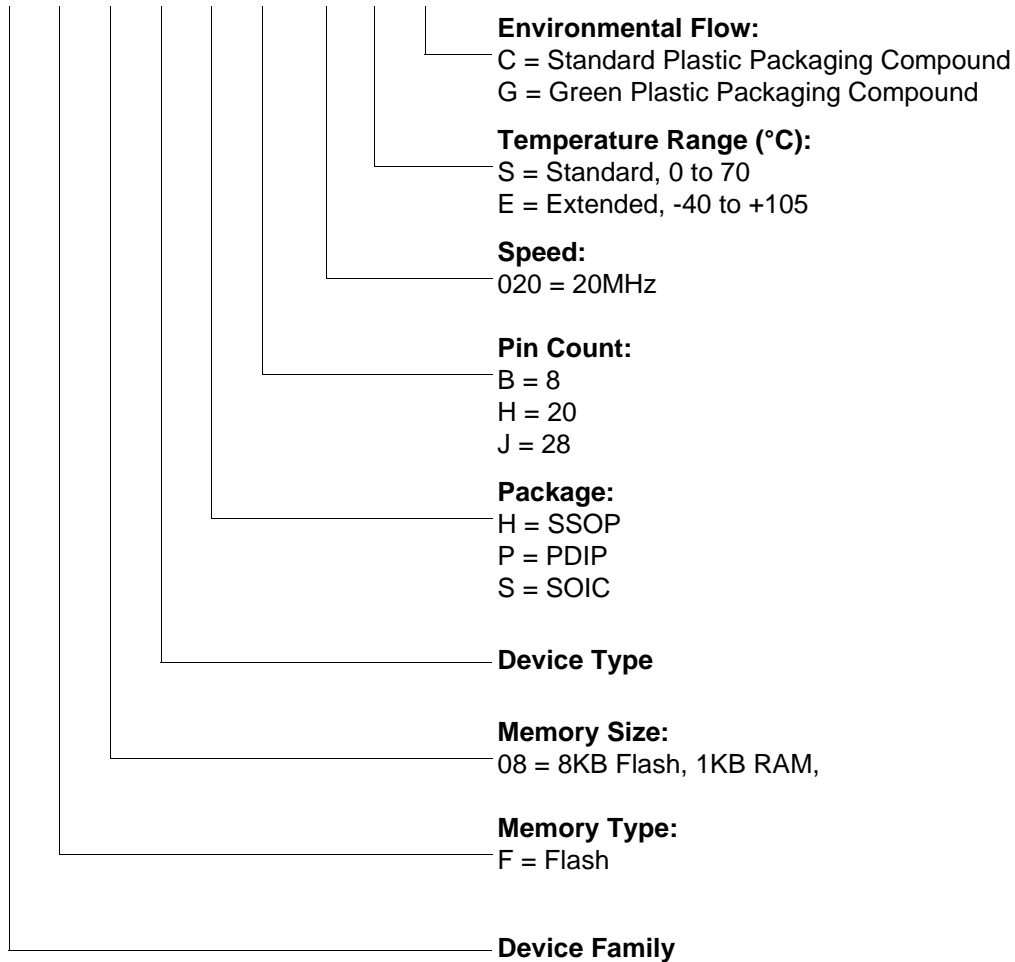 Environmental Flow:
C = Standard Plastic Packaging Compound
G = Green Plastic Packaging Compound
Temperature Range (°C):
S = Standard, 0 to 70
E = Extended, -40 to +105
Speed:
020 = 20MHz
Pin Count:
B = 8
H = 20
J = 28
Package:
H = SSOP
P = PDIP
S = SOIC
Device Type
Memory Size:
08 = 8KB Flash, 1KB RAM,
Memory Type:
F = Flash
Device Family